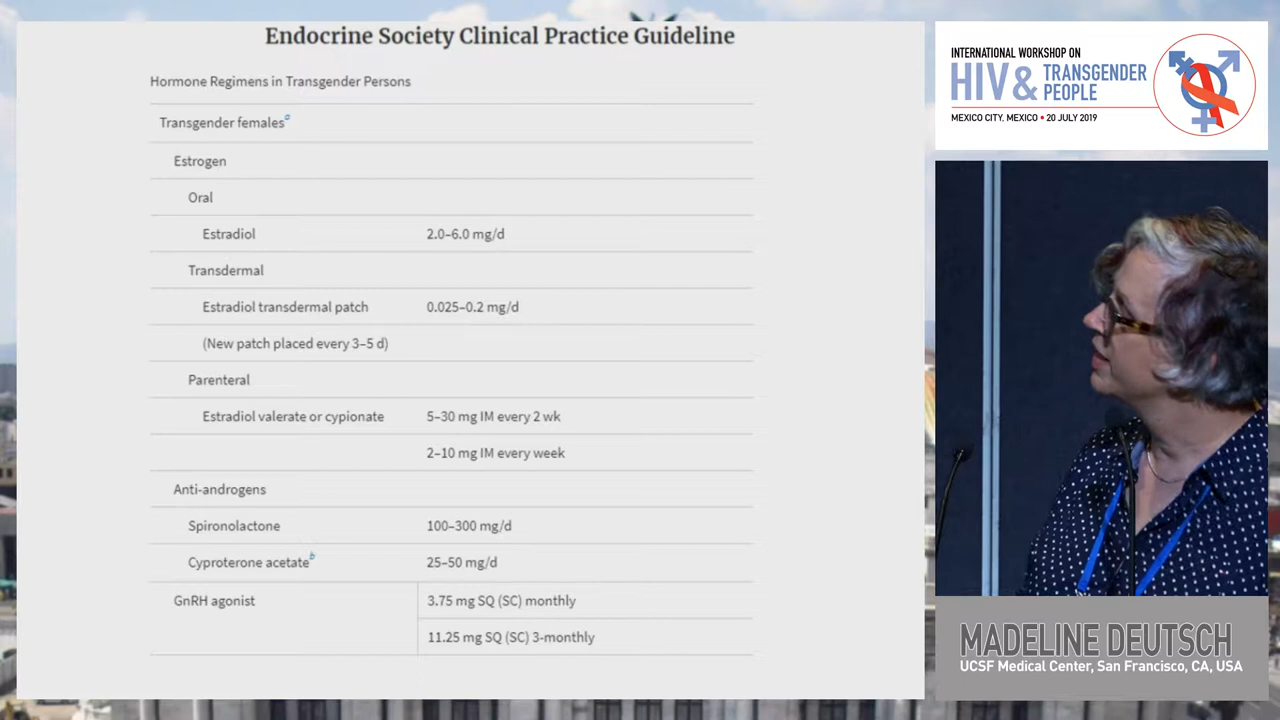 Endocrine Society Clinical Practice Guideline
Hormone Regimens in Transgender Persons
Transgender females a
Estrogen
Oral
Estradiol 2.0–6.0 mg/d
Transdermal
Estradiol transdermal patch 0.025–0.2 mg/d
(New patch placed every 3–5 d)
Parenteral
Estradiol valerate or cypionate 5–30 mg IM every 2 wk
2–10 mg IM every week
Anti-androgens
Spironolactone 100–300 mg/d
Cyproterone acetate b 25–50 mg/d
GnRH agonist 3.75 mg SQ (SC) monthly
11.25 mg SQ (SC) 3-monthly
INTERNATIONAL WORKSHOP ON
HIV & TRANSGENDER
PEOPLE
MEXICO CITY, MEXICO • 20 JULY 2019
MADELINE DEUTSCH
UCSF Medical Center, San Francisco, CA, USA